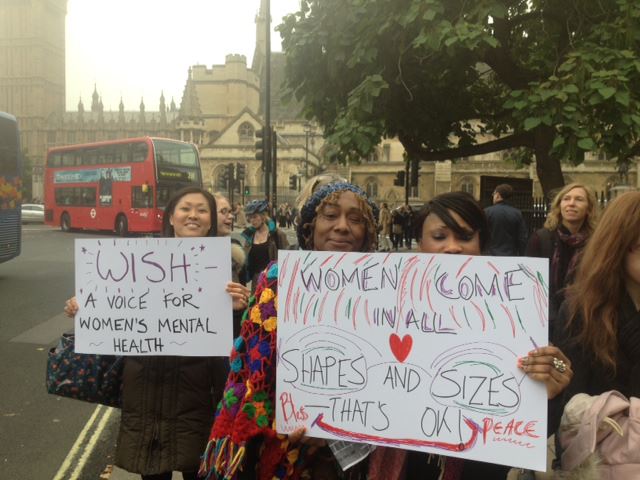 WISH -
A VOICE FOR
WOMEN'S MENTAL
HEALTH
WOMEN COME
IN ALL
SHAPES AND SIZES
- THAT'S OK!
Bless
PEACE